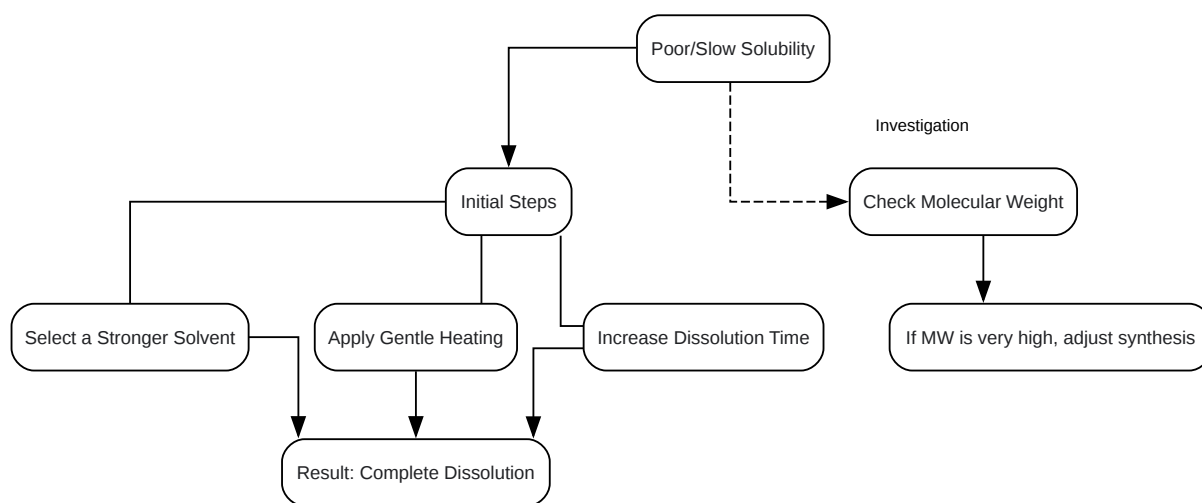 Poor/Slow Solubility
Investigation
Initial Steps
Check Molecular Weight
Select a Stronger Solvent
Apply Gentle Heating
Increase Dissolution Time
If MW is very high, adjust synthesis
Result: Complete Dissolution